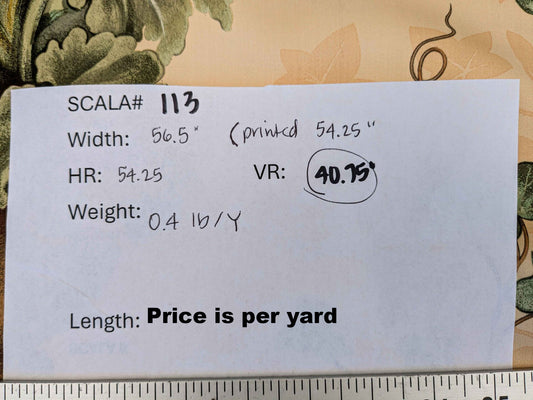 SCALA# 113
Width: 56.5" (printed 54.25"
HR: 54.25 VR: 40.75"
Weight: 0.4 lb/Y
Length: Price is per yard